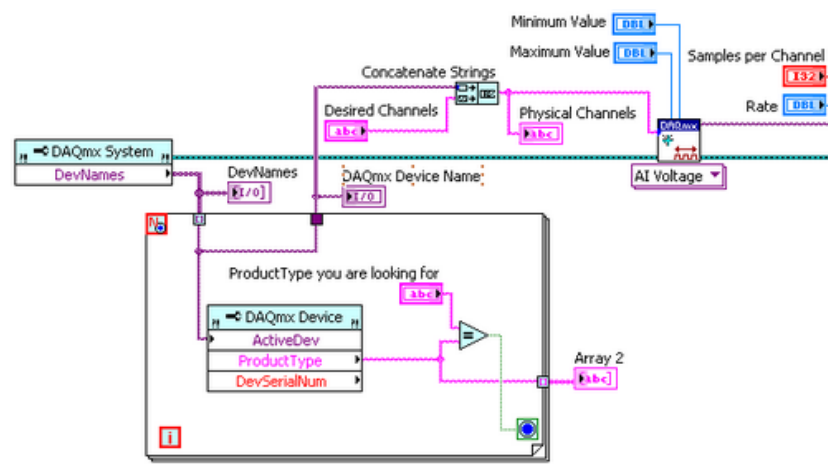 Minimum Value
DBL
Maximum Value
DBL
Samples per Channel
I32
Concatenate Strings
Rate
DBL
Desired Channels
abc
Physical Channels
abc
DAQmx
DAQmx System
DevNames
DevNames
I/O
DAQmx Device Name
I/O
AI Voltage
N
ProductType you are looking for
abc
DAQmx Device
=
ActiveDev
ProductType
DevSerialNum
Array 2
abc
i